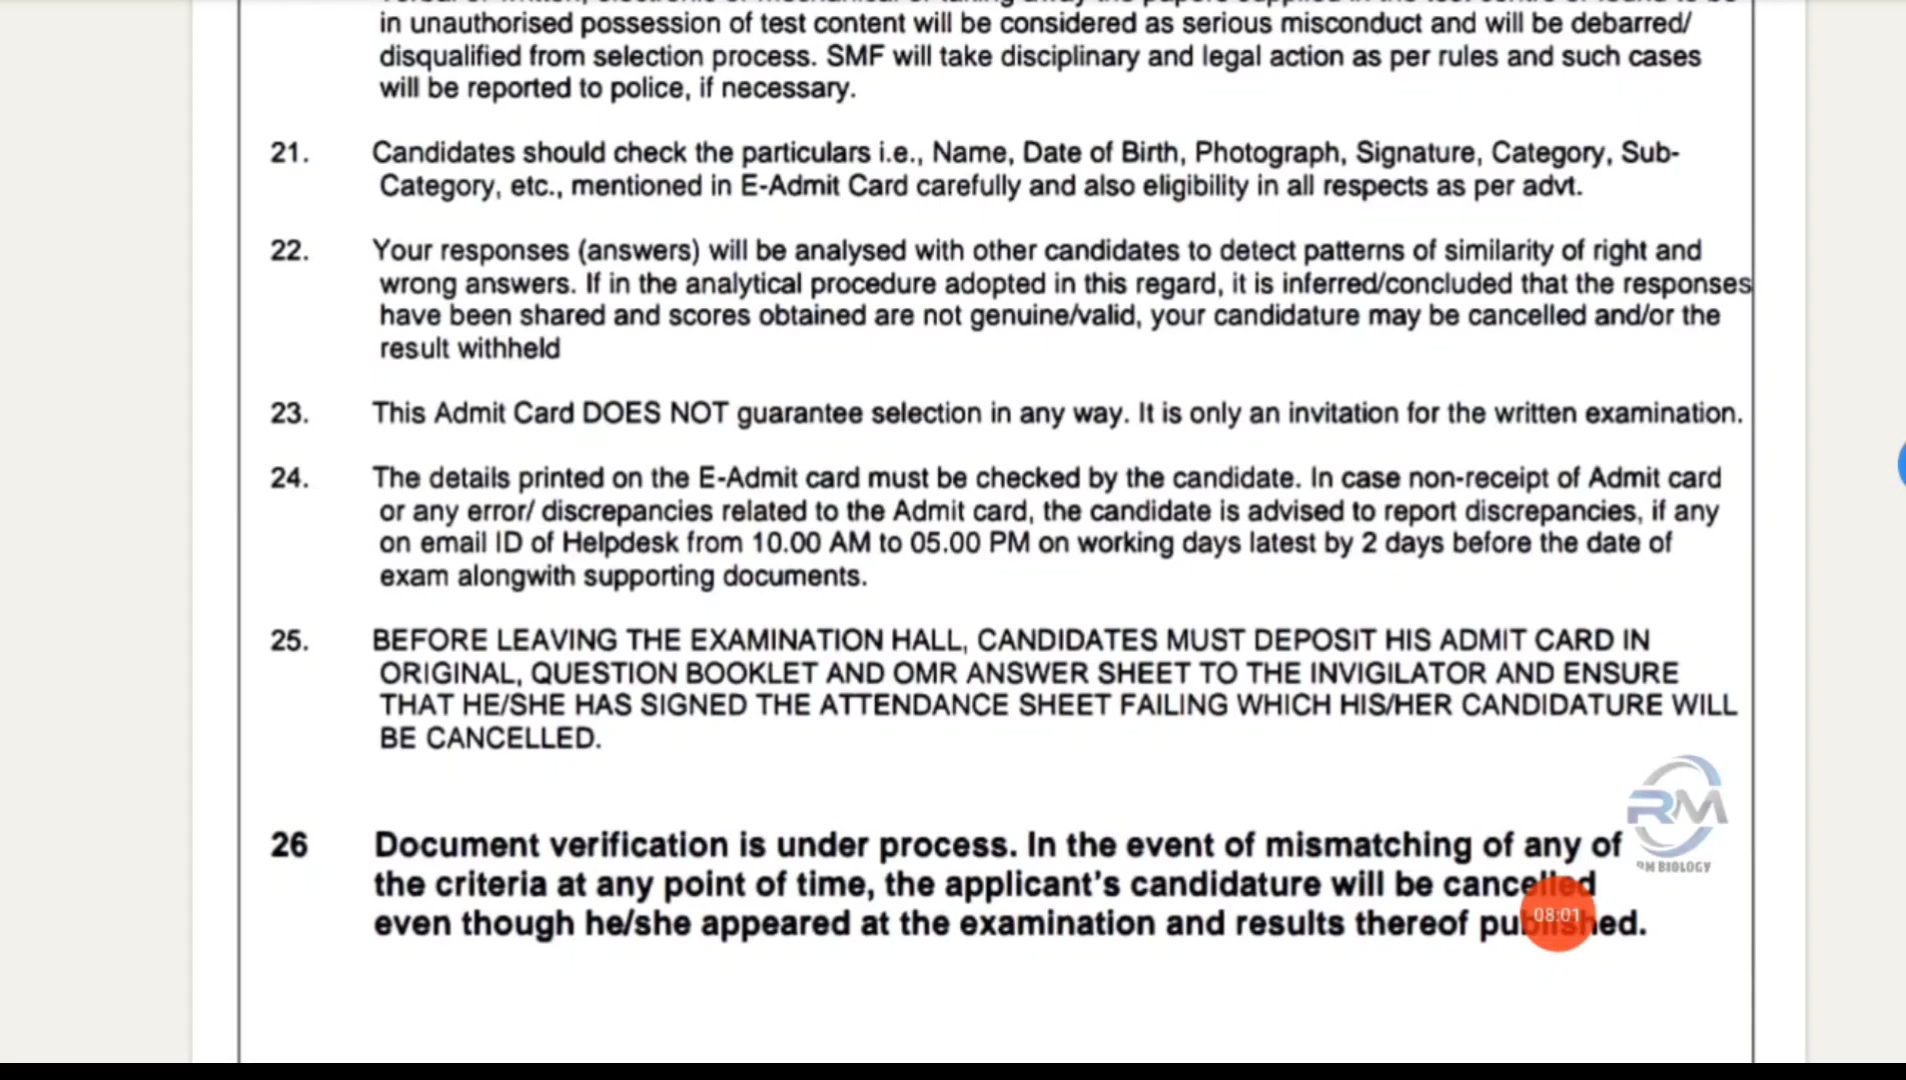 in unauthorised possession of test content will be considered as serious misconduct and will be debarred/
disqualified from selection process. SMF will take disciplinary and legal action as per rules and such cases
will be reported to police, if necessary.
21. Candidates should check the particulars i.e., Name, Date of Birth, Photograph, Signature, Category, Sub-
Category, etc., mentioned in E-Admit Card carefully and also eligibility in all respects as per advt.
22. Your responses (answers) will be analysed with other candidates to detect patterns of similarity of right and
wrong answers. If in the analytical procedure adopted in this regard, it is inferred/concluded that the responses
have been shared and scores obtained are not genuine/valid, your candidature may be cancelled and/or the
result withheld
23. This Admit Card DOES NOT guarantee selection in any way. It is only an invitation for the written examination.
24. The details printed on the E-Admit card must be checked by the candidate. In case non-receipt of Admit card
or any error/ discrepancies related to the Admit card, the candidate is advised to report discrepancies, if any
on email ID of Helpdesk from 10.00 AM to 05.00 PM on working days latest by 2 days before the date of
exam alongwith supporting documents.
25. BEFORE LEAVING THE EXAMINATION HALL, CANDIDATES MUST DEPOSIT HIS ADMIT CARD IN
ORIGINAL, QUESTION BOOKLET AND OMR ANSWER SHEET TO THE INVIGILATOR AND ENSURE
THAT HE/SHE HAS SIGNED THE ATTENDANCE SHEET FAILING WHICH HIS/HER CANDIDATURE WILL
BE CANCELLED.
RM
RM BIOLOGY
26 Document verification is under process. In the event of mismatching of any of
the criteria at any point of time, the applicant's candidature will be cancelled
even though he/she appeared at the examination and results thereof published.
08:01